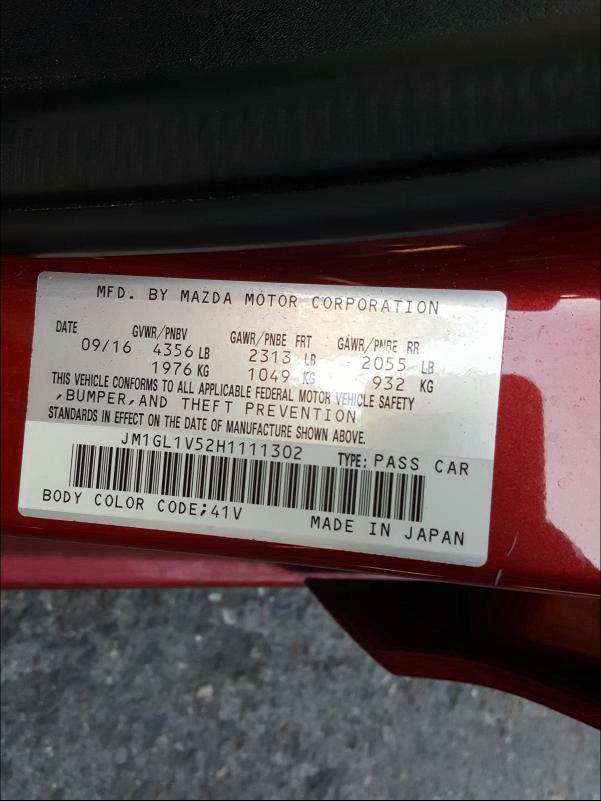 MFD. BY MAZDA MOTOR CORPORATION
DATE GVWR/PNBV GAWR/PNBE FRT GAWR/PNBE RR
09/16 4356 LB 2313 LB 2055 LB
1976 KG 1049 KG 932 KG
THIS VEHICLE CONFORMS TO ALL APPLICABLE FEDERAL MOTOR VEHICLE SAFETY
,BUMPER,AND THEFT PREVENTION
STANDARDS IN EFFECT ON THE DATE OF MANUFACTURE SHOWN ABOVE.
JM1GL1V52H1111302 TYPE: PASS CAR
BODY COLOR CODE;41V
MADE IN JAPAN